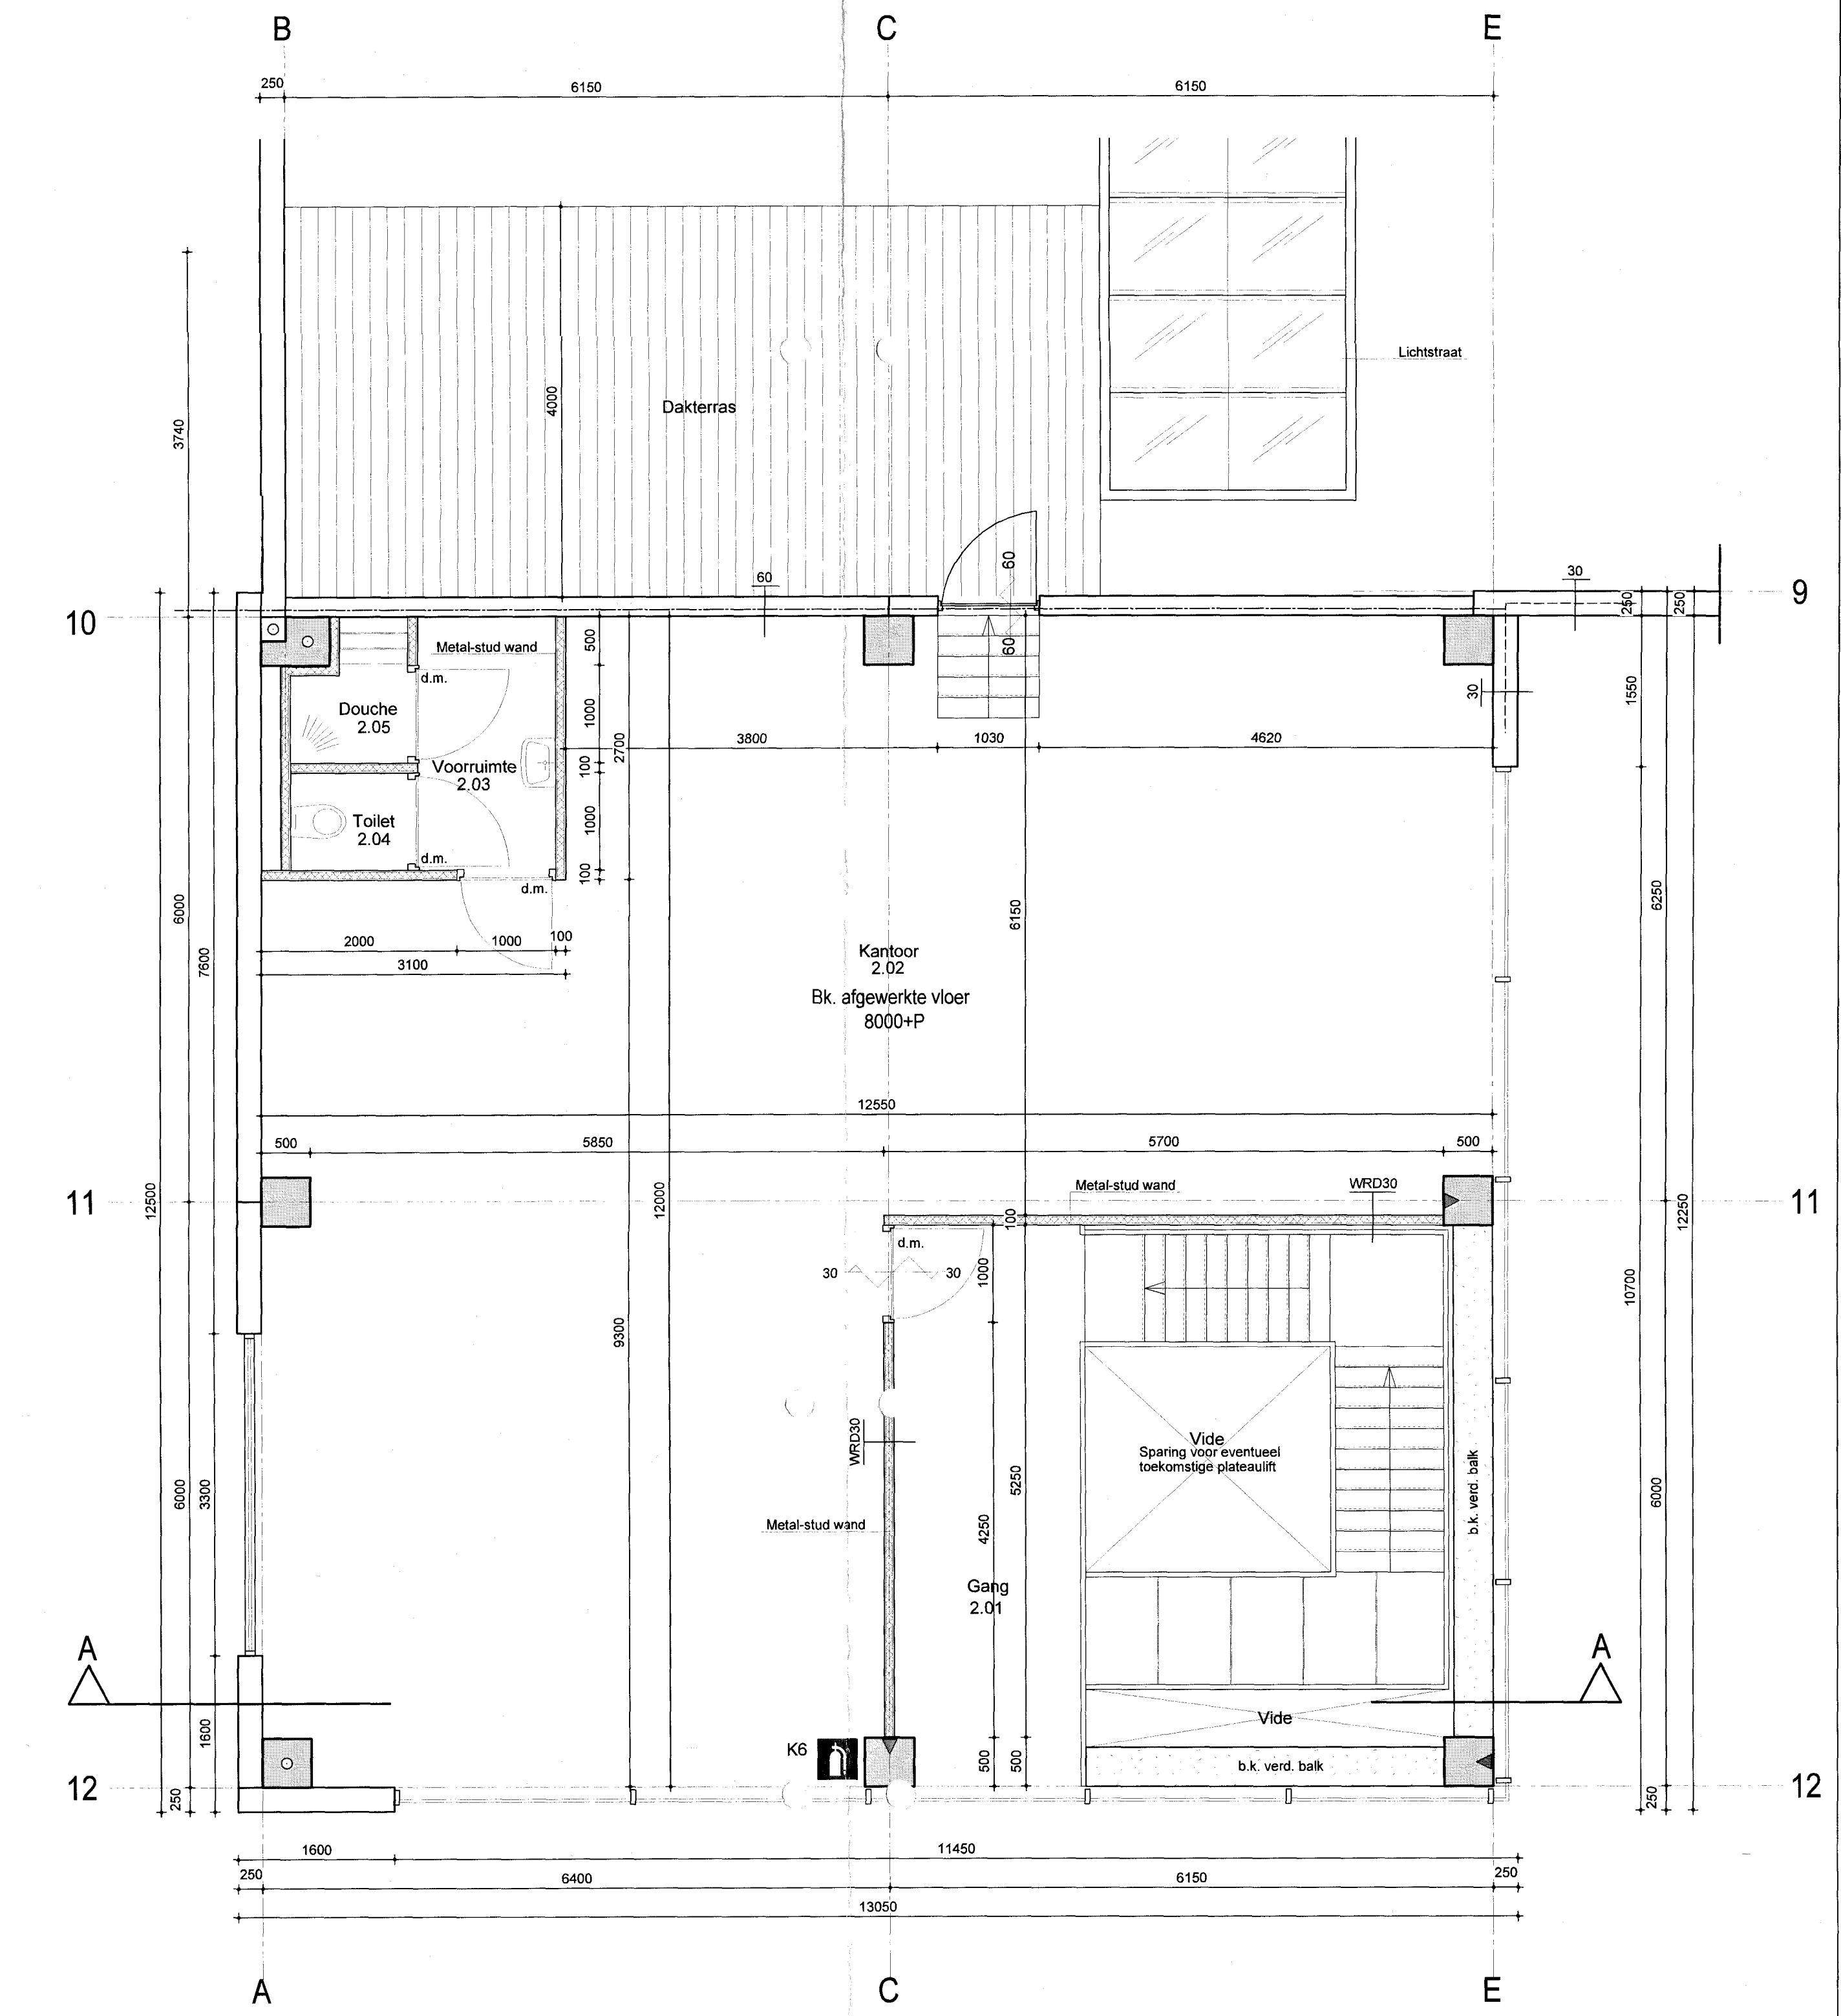 B
C
E
250
6150
6150
Lichtstraat
4000
Dakterras
3740
60
60
60
30
9
10
250
250
Metal-stud wand
500
d.m.
30
1550
Douche
2.05
1000
2700
3800
1030
4620
Voorruimte
2.03
100
Toilet
2.04
1000
d.m.
100
d.m.
6000
7600
2000
1000
100
3100
6150
6250
Kantoor
2.02
Bk. afgewerkte vloer
8000+P
12550
500
5850
5700
500
11
12500
12000
Metal-stud wand
WRD30
11
12250
100
d.m.
30
30
1000
10700
9300
Vide
Sparing voor eventueel
toekomstige plateaulift
WRD30
6000
3300
5250
b.k. verd. balk
6000
Metal-stud wand
4250
Gang
2.01
A
A
1600
Vide
K6
500
500
b.k. verd. balk
12
250
250
12
1600
11450
250
6400
6150
250
13050
A
C
E